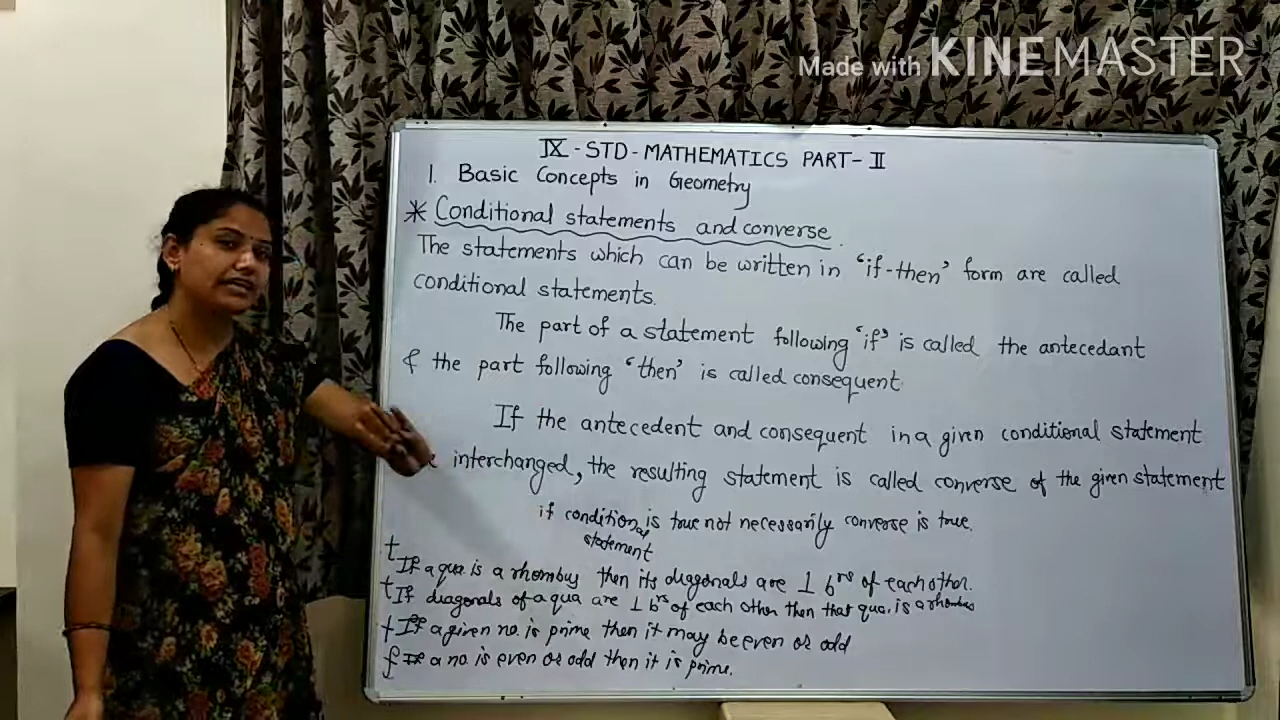 Made with KINEMASTER
IX-STD-MATHEMATICS PART-II
1. Basic Concepts in Geometry
* Conditional statements and converse.
The statements which can be written in 'if-then' form are called
conditional statements.
The part of a statement following 'if' is called the antecedant
& the part following 'then' is called consequent.
If the antecedent and consequent in a given conditional statement
interchanged, the resulting statement is called converse of the given statement
if conditional is true not necessarily converse is true.
statement
t If a qua. is a rhombus then its diagonals are ⊥ brs of each other.
t If diagonals of a qua are ⊥ brs of each other then that qua. is a rhombus
t If a given no. is prime then it may be even or odd
f If a no. is even or odd then it is prime.